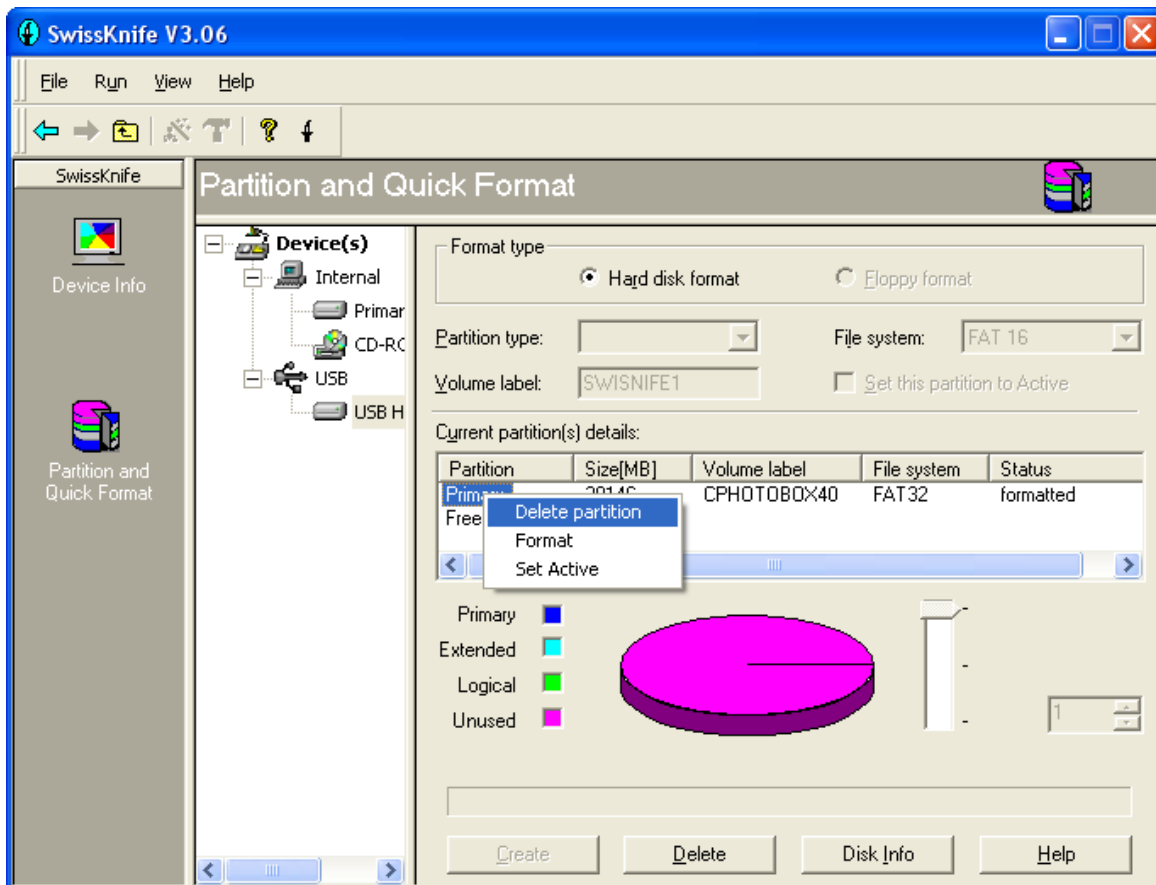 SwissKnife V3.06
File Run View Help
SwissKnife
Partition and Quick Format
Device Info
Partition and
Quick Format
Device(s)
Internal
Primar
CD-RC
USB
USB H
Format type
Hard disk format
Floppy format
Partition type:
File system: FAT 16
Volume label: SWISNIFE1
Set this partition to Active
Current partition(s) details:
Partition Size[MB] Volume label File system Status
CPHOTOBOX40 FAT32 formatted
Free
Delete partition
Format
Set Active
Primary
Extended
Logical
Unused
1
Create Delete Disk Info Help